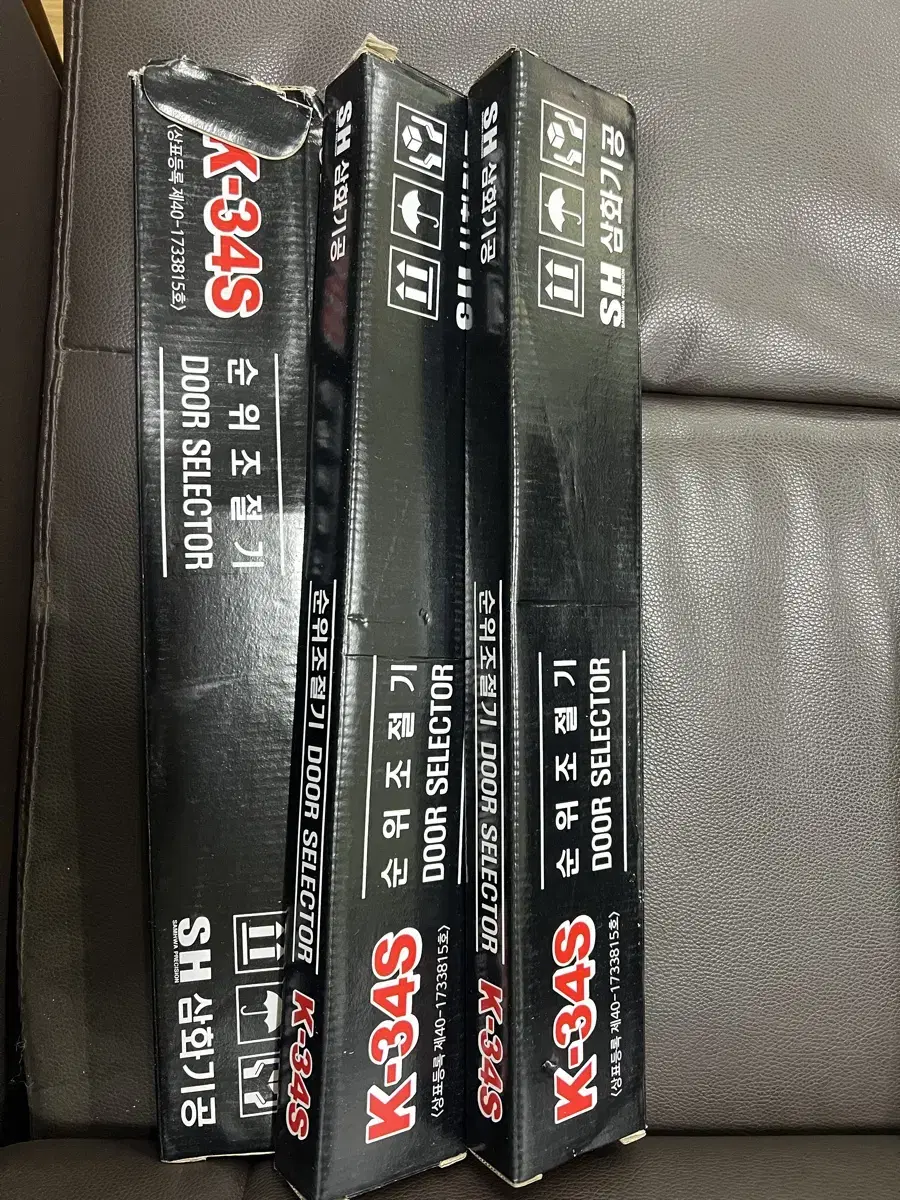 K-34S
〈상표등록 제40-1733815호〉
순위조절기
DOOR SELECTOR
SH 삼화기공
SAMHWA PRECISION
SH 삼화기공
순위조절기 DOOR SELECTOR K-34S
순위조절기
DOOR SELECTOR
K-34S
〈상표등록 제40-1733815호〉
SH 삼화기공
순위조절기 DOOR SELECTOR K-34S
SH 삼화기공
순위조절기
DOOR SELECTOR
K-34S
〈상표등록 제40-1733815호〉